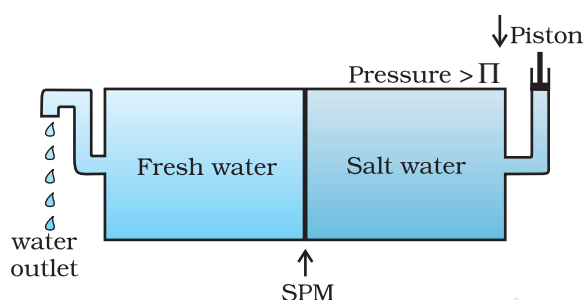 Piston
Pressure > Π
Fresh water
Salt water
water
outlet
SPM